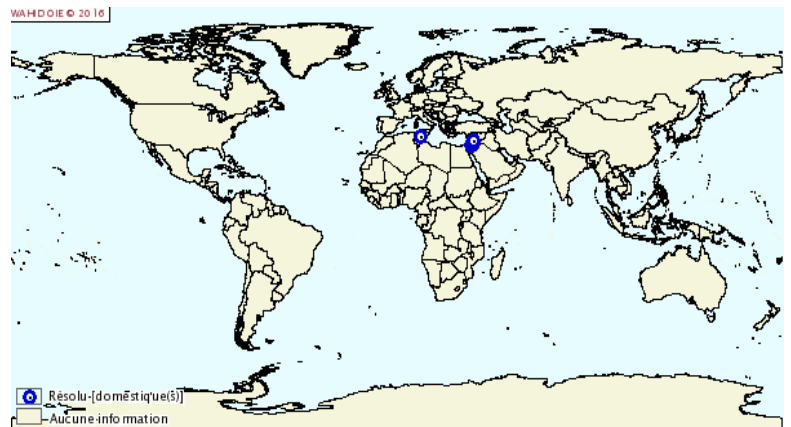 WAHID OIE © 2016
Résolu-[domestique(s)]
Aucune information